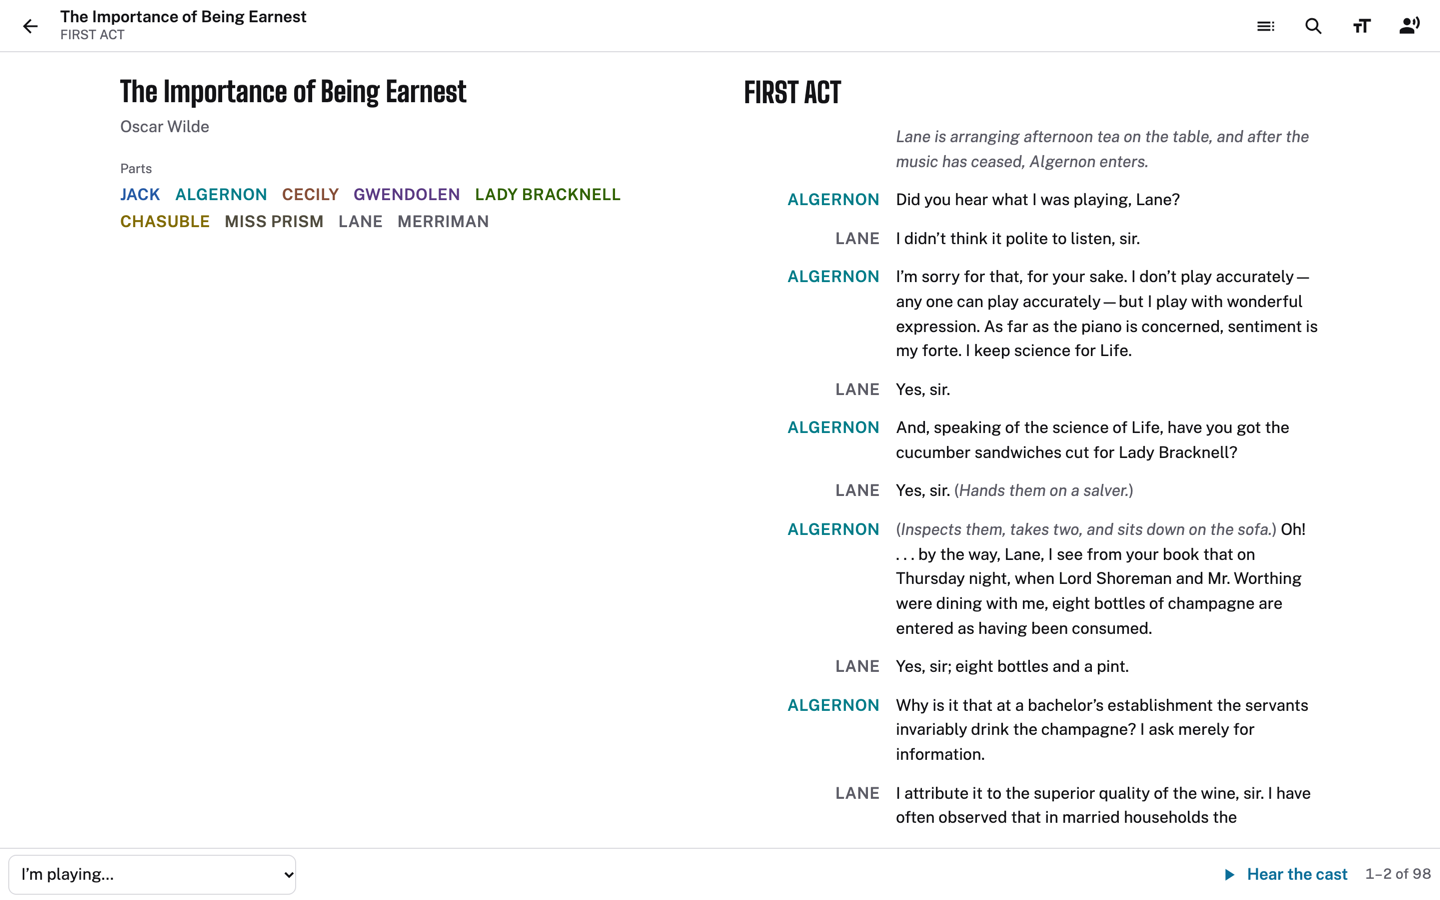 The Importance of Being Earnest
FIRST ACT
The Importance of Being Earnest
Oscar Wilde
Parts
JACK ALGERNON CECILY GWENDOLEN LADY BRACKNELL
CHASUBLE MISS PRISM LANE MERRIMAN
FIRST ACT
Lane is arranging afternoon tea on the table, and after the
music has ceased, Algernon enters.
ALGERNON Did you hear what I was playing, Lane?
LANE I didn’t think it polite to listen, sir.
ALGERNON I’m sorry for that, for your sake. I don’t play accurately—
any one can play accurately—but I play with wonderful
expression. As far as the piano is concerned, sentiment is
my forte. I keep science for Life.
LANE Yes, sir.
ALGERNON And, speaking of the science of Life, have you got the
cucumber sandwiches cut for Lady Bracknell?
LANE Yes, sir. (Hands them on a salver.)
ALGERNON (Inspects them, takes two, and sits down on the sofa.) Oh!
. . . by the way, Lane, I see from your book that on
Thursday night, when Lord Shoreman and Mr. Worthing
were dining with me, eight bottles of champagne are
entered as having been consumed.
LANE Yes, sir; eight bottles and a pint.
ALGERNON Why is it that at a bachelor’s establishment the servants
invariably drink the champagne? I ask merely for
information.
LANE I attribute it to the superior quality of the wine, sir. I have
often observed that in married households the
I’m playing...
Hear the cast
1–2 of 98